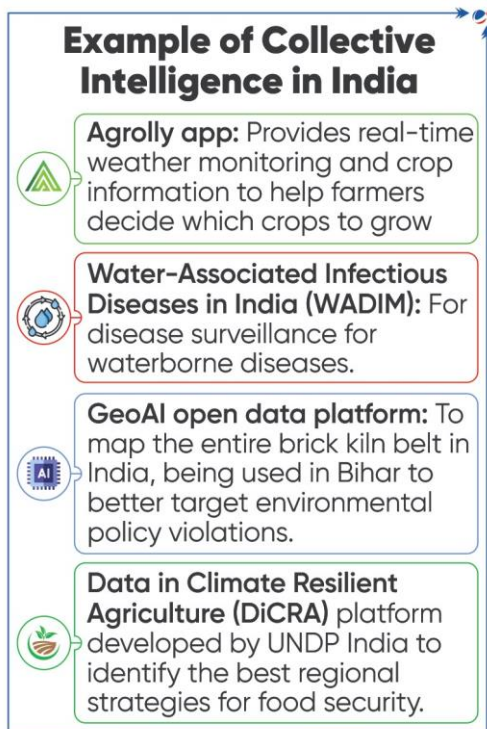 Example of Collective
Intelligence in India
Agrolly app: Provides real-time
weather monitoring and crop
information to help farmers
decide which crops to grow
Water-Associated Infectious
Diseases in India (WADIM): For
disease surveillance for
waterborne diseases.
GeoAI open data platform: To
map the entire brick kiln belt in
India, being used in Bihar to
better target environmental
policy violations.
AI
Data in Climate Resilient
Agriculture (DiCRA) platform
developed by UNDP India to
identify the best regional
strategies for food security.